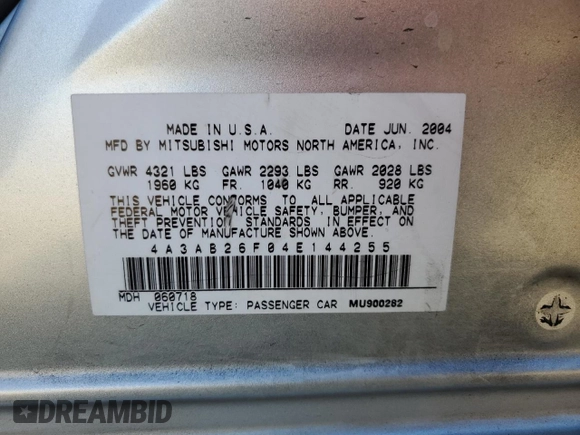 MADE IN U.S.A. DATE JUN. 2004
MFD BY MITSUBISHI MOTORS NORTH AMERICA, INC.
GVWR 4321 LBS GAWR 2293 LBS GAWR 2028 LBS
1960 KG FR. 1040 KG RR. 920 KG
THIS VEHICLE CONFORMS TO ALL APPLICABLE
FEDERAL MOTOR VEHICLE SAFETY, BUMPER, AND
THEFT PREVENTION STANDARDS IN EFFECT ON
THE DATE OF MANUFACTURE SHOWN ABOVE.
4A3AB26F04E144255
MDH 060718
VEHICLE TYPE: PASSENGER CAR MU900282
DREAMBID